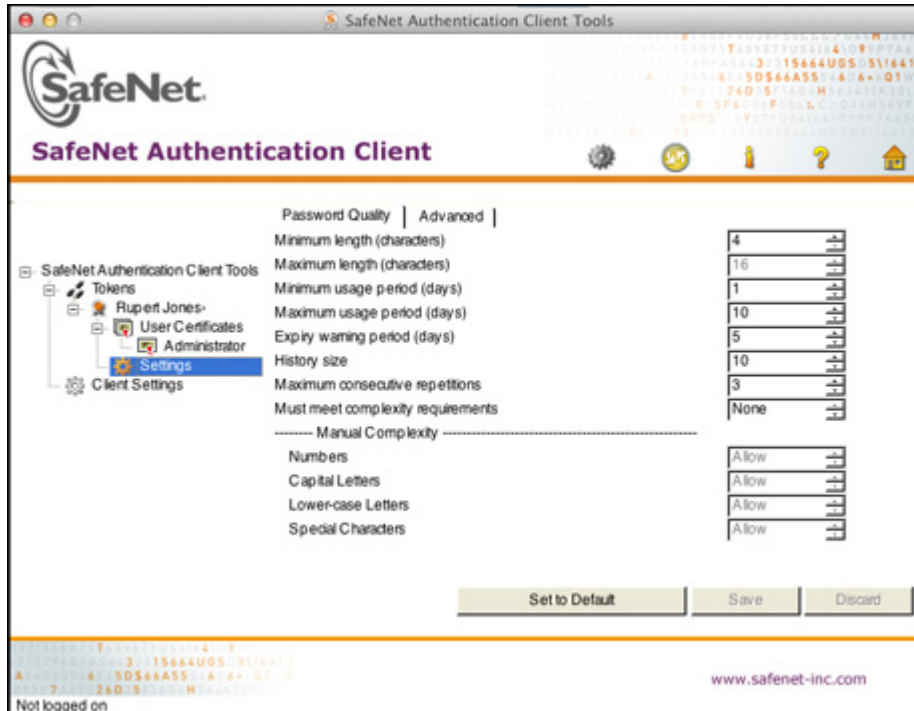 SafeNet Authentication Client Tools
SafeNet.
SafeNet Authentication Client
Password Quality | Advanced |
Minimum length (characters) 4
Maximum length (characters) 16
Minimum usage period (days) 1
Maximum usage period (days) 10
Expiry warning period (days) 5
History size 10
Maximum consecutive repetitions 3
Must meet complexity requirements None
Manual Complexity
Numbers Allow
Capital Letters Allow
Lower-case Letters Allow
Special Characters Allow
SafeNet Authentication Client Tools
Tokens
Rupert Jones
User Certificates
Administrator
Settings
Client Settings
Set to Default
Save
Discard
www.safenet-inc.com
Not logged on